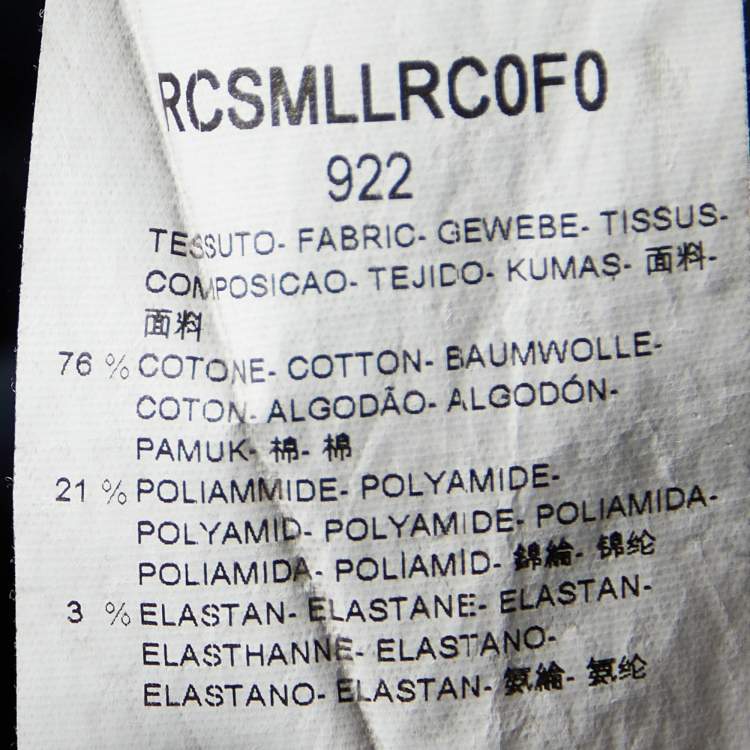 RCSMLLRC0F0
922
TESSUTO- FABRIC- GEWEBE- TISSUS-
COMPOSICAO- TEJIDO- KUMAŞ- 面料-
面料
76 % COTONE- COTTON- BAUMWOLLE-
COTON- ALGODÃO- ALGODÓN-
PAMUK- 棉- 棉
21 % POLIAMMIDE- POLYAMIDE-
POLYAMID- POLYAMIDE- POLIAMIDA-
POLIAMIDA- POLİAMİD- 錦綸- 锦纶
3 % ELASTAN- ELASTANE- ELASTAN-
ELASTHANNE- ELASTANO-
ELASTANO- ELASTAN- 氨綸- 氨纶